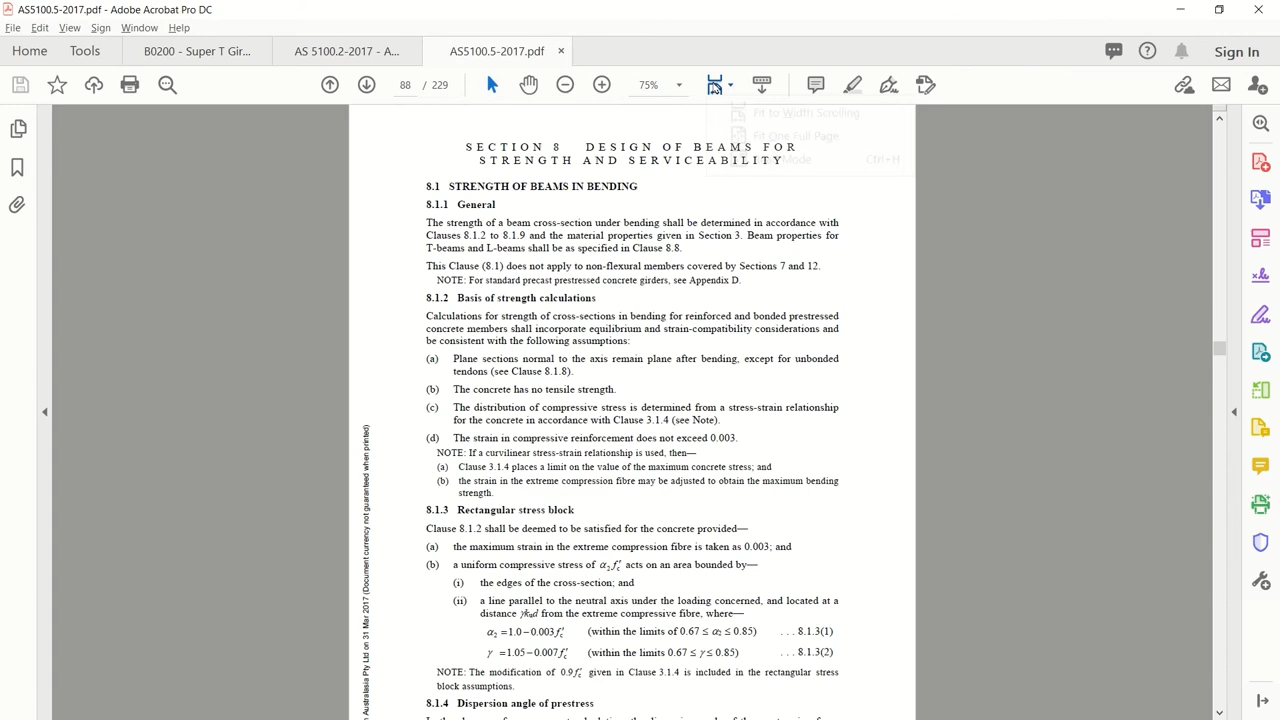 AS5100.5-2017.pdf - Adobe Acrobat Pro DC
File Edit View Sign Window Help
Home Tools B0200 - Super T Gir... AS 5100.2-2017 - A... AS5100.5-2017.pdf ×
Sign In
88 / 229 75%
Fit to Width Scrolling
Fit One Full Page
Mode Ctrl+H
SECTION 8 DESIGN OF BEAMS FOR
STRENGTH AND SERVICEABILITY
8.1 STRENGTH OF BEAMS IN BENDING
8.1.1 General
The strength of a beam cross-section under bending shall be determined in accordance with
Clauses 8.1.2 to 8.1.9 and the material properties given in Section 3. Beam properties for
T-beams and L-beams shall be as specified in Clause 8.8.
This Clause (8.1) does not apply to non-flexural members covered by Sections 7 and 12.
NOTE: For standard precast prestressed concrete girders, see Appendix D.
8.1.2 Basis of strength calculations
Calculations for strength of cross-sections in bending for reinforced and bonded prestressed
concrete members shall incorporate equilibrium and strain-compatibility considerations and
be consistent with the following assumptions:
(a) Plane sections normal to the axis remain plane after bending, except for unbonded
tendons (see Clause 8.1.8).
(b) The concrete has no tensile strength.
(c) The distribution of compressive stress is determined from a stress-strain relationship
for the concrete in accordance with Clause 3.1.4 (see Note).
(d) The strain in compressive reinforcement does not exceed 0.003.
NOTE: If a curvilinear stress-strain relationship is used, then—
(a) Clause 3.1.4 places a limit on the value of the maximum concrete stress; and
(b) the strain in the extreme compression fibre may be adjusted to obtain the maximum bending
strength.
8.1.3 Rectangular stress block
Clause 8.1.2 shall be deemed to be satisfied for the concrete provided—
(a) the maximum strain in the extreme compression fibre is taken as 0.003; and
(b) a uniform compressive stress of α₂f′c acts on an area bounded by—
(i) the edges of the cross-section; and
(ii) a line parallel to the neutral axis under the loading concerned, and located at a
distance γkud from the extreme compressive fibre, where—
α₂ = 1.0 – 0.003f′c (within the limits of 0.67 ≤ α₂ ≤ 0.85) . . . 8.1.3(1)
γ = 1.05 – 0.007f′c (within the limits 0.67 ≤ γ ≤ 0.85) . . . 8.1.3(2)
NOTE: The modification of 0.9f′c given in Clause 3.1.4 is included in the rectangular stress
block assumptions.
8.1.4 Dispersion angle of prestress
Australasia Pty Ltd on 31 Mar 2017 (Document currency not guaranteed when printed)